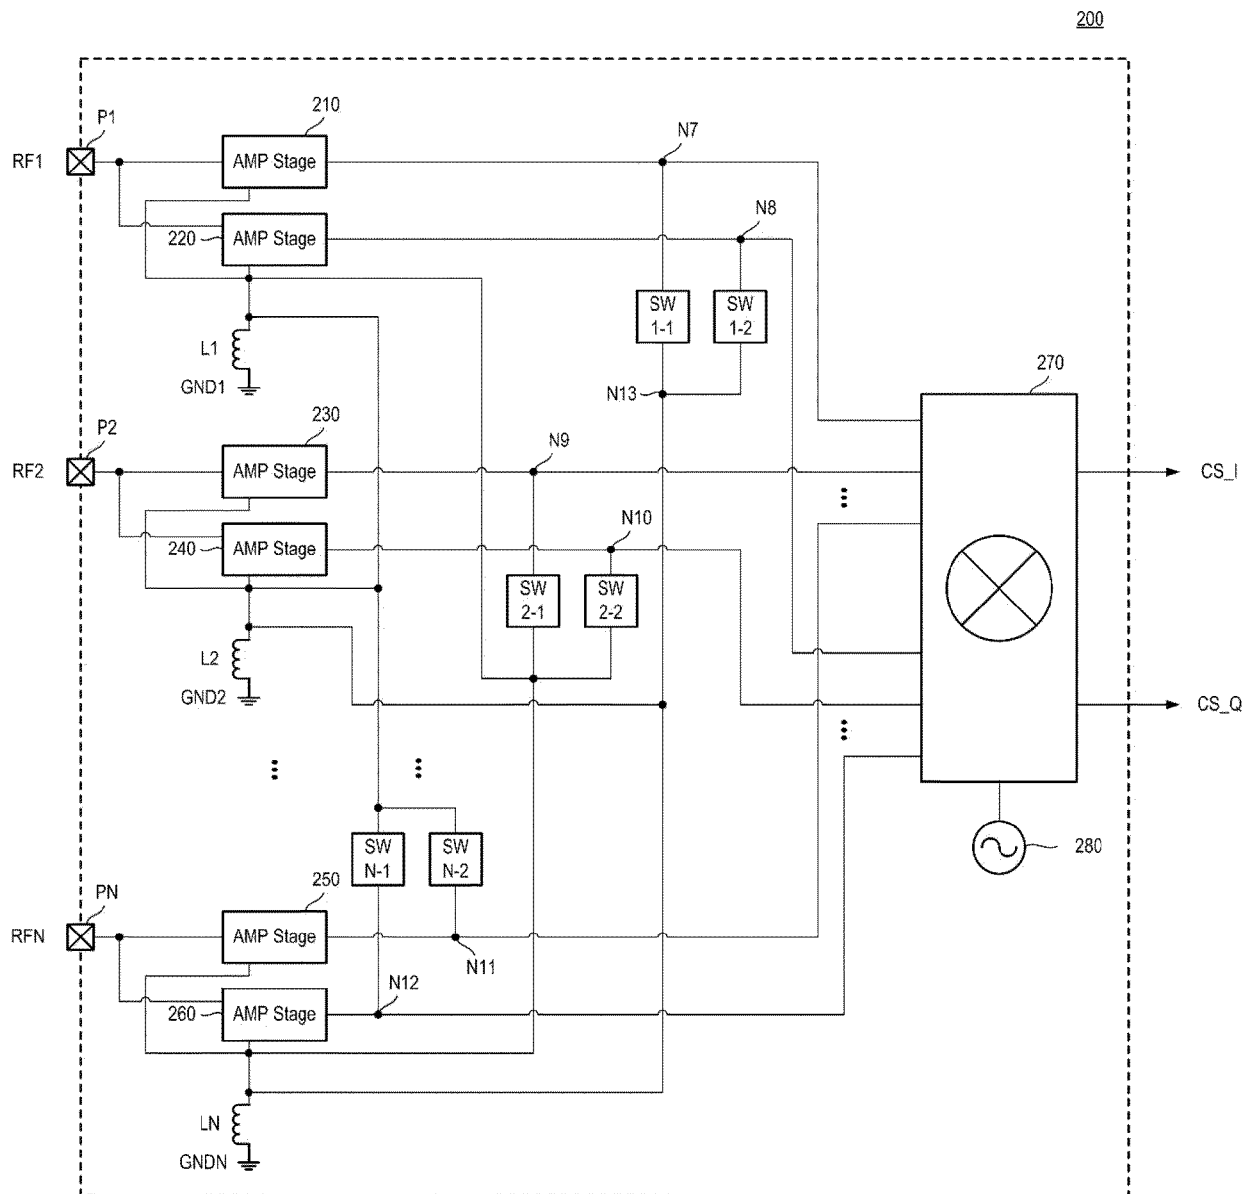 200
P1
210
RF1
AMP Stage
N7
220
AMP Stage
N8
SW
1-1
SW
1-2
L1
GND1
N13
270
P2
230
RF2
AMP Stage
N9
CS_I
240
AMP Stage
N10
SW
2-1
SW
2-2
L2
GND2
CS_Q
SW
N-1
SW
N-2
280
PN
250
RFN
AMP Stage
N11
260
AMP Stage
N12
LN
GNDN